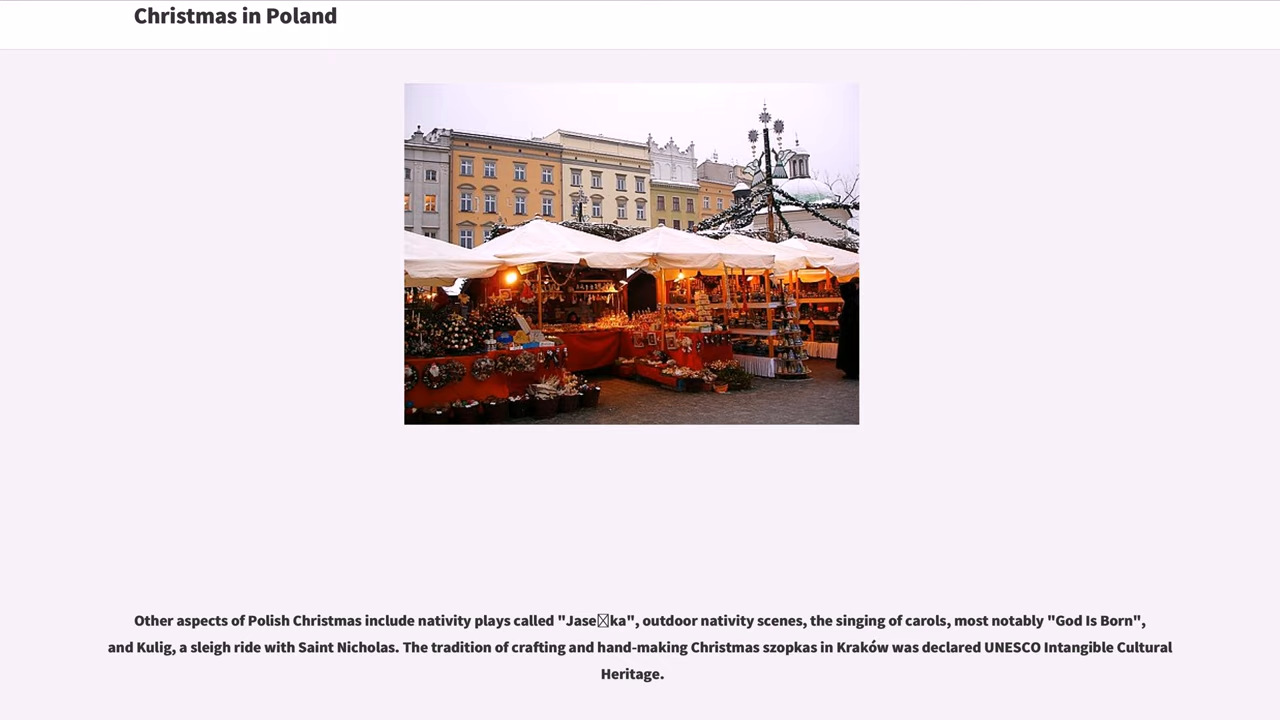 Christmas in Poland
Other aspects of Polish Christmas include nativity plays called "Jase⍰ka", outdoor nativity scenes, the singing of carols, most notably "God Is Born",
and Kulig, a sleigh ride with Saint Nicholas. The tradition of crafting and hand-making Christmas szopkas in Kraków was declared UNESCO Intangible Cultural
Heritage.